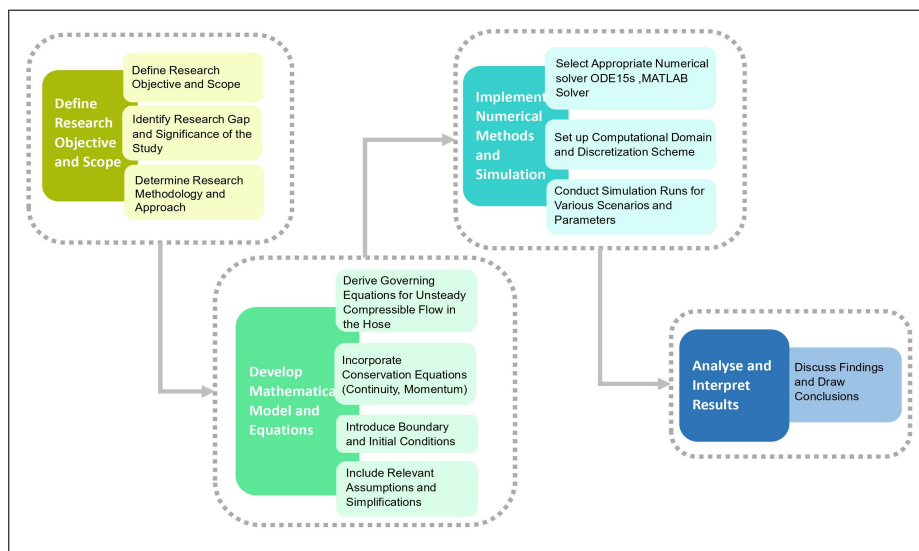 Define
Research
Objective
and Scope
Define Research
Objective and Scope
Identify Research Gap
and Significance of the
Study
Determine Research
Methodology and
Approach
Develop
Mathematica
Model and
Equations
Derive Governing
Equations for Unsteady
Compressible Flow in
the Hose
Incorporate
Conservation Equations
(Continuity, Momentum)
Introduce Boundary
and Initial Conditions
Include Relevant
Assumptions and
Simplifications
Implement
Numerical
Methods
and
Simulation
Select Appropriate Numerical
solver ODE15s ,MATLAB
Solver
Set up Computational Domain
and Discretization Scheme
Conduct Simulation Runs for
Various Scenarios and
Parameters
Analyse and
Interpret
Results
Discuss Findings
and Draw
Conclusions